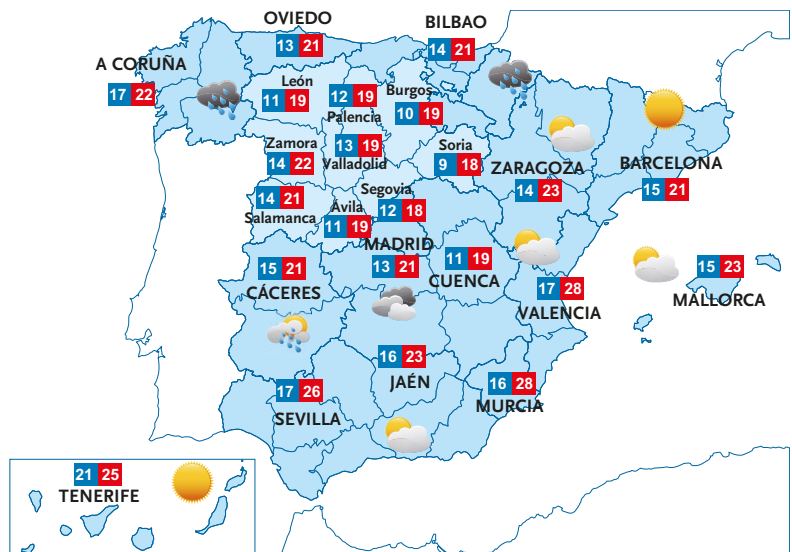 OVIEDO
13 21
BILBAO
14 21
A CORUÑA
17 22
León
11 19
12 19
Palencia
Burgos
10 19
Zamora
14 22
13 19
Valladolid
Soria
9 18
ZARAGOZA
14 23
BARCELONA
15 21
14 21
Salamanca
Ávila
11 19
Segovia
12 18
MADRID
13 21
11 19
CUENCA
15 21
CÁCERES
17 28
VALENCIA
15 23
MALLORCA
16 23
JAÉN
17 26
SEVILLA
16 28
MURCIA
21 25
TENERIFE